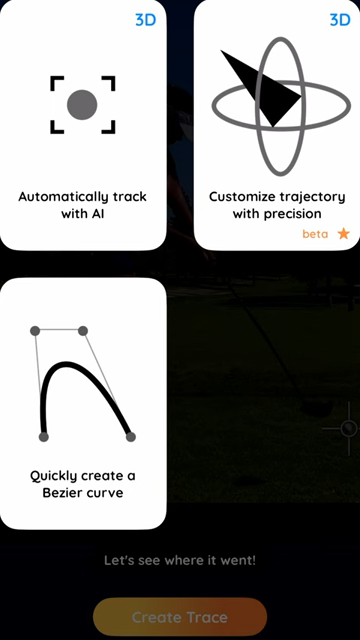 3D
Automatically track
with AI
3D
Customize trajectory
with precision
beta
Quickly create a
Bezier curve
Let's see where it went!
Create Trace